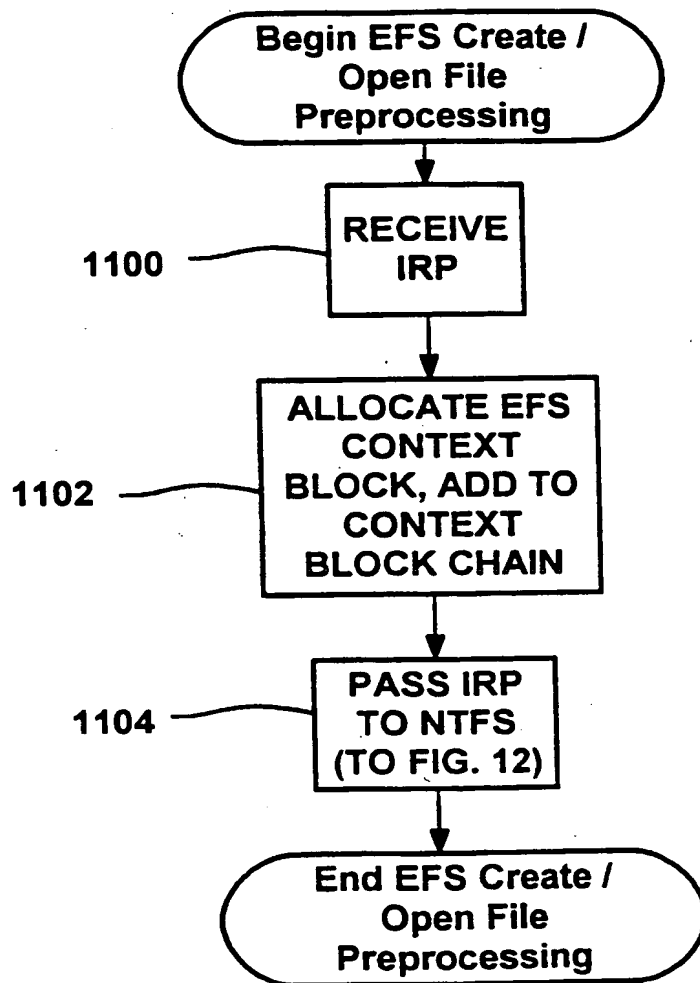 Begin EFS Create /
Open File
Preprocessing
1100
RECEIVE
IRP
1102
ALLOCATE EFS
CONTEXT
BLOCK, ADD TO
CONTEXT
BLOCK CHAIN
1104
PASS IRP
TO NTFS
(TO FIG. 12)
End EFS Create /
Open File
Preprocessing